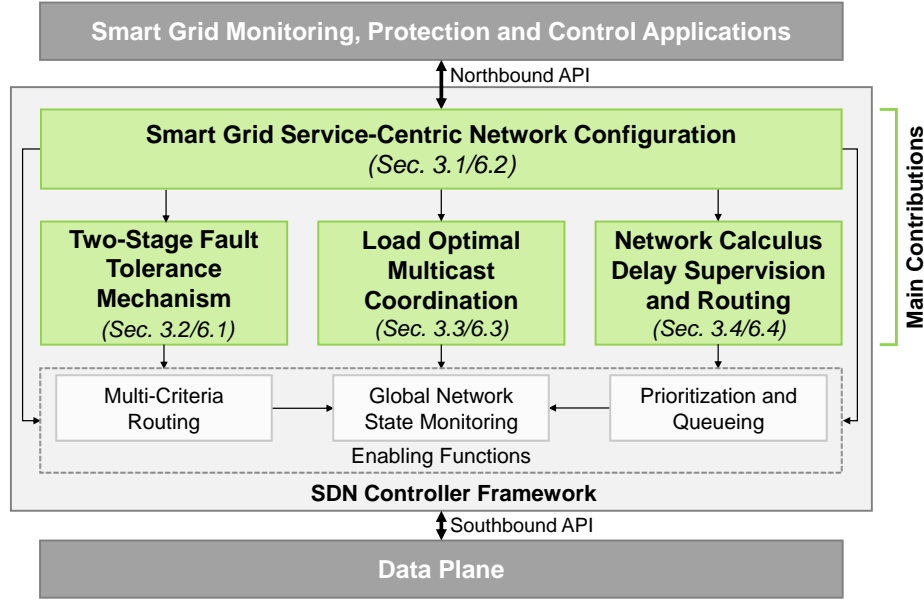 Smart Grid Monitoring, Protection and Control Applications
Northbound API
Smart Grid Service-Centric Network Configuration
(Sec. 3.1/6.2)
Main Contributions
Two-Stage Fault
Tolerance
Mechanism
(Sec. 3.2/6.1)
Load Optimal
Multicast
Coordination
(Sec. 3.3/6.3)
Network Calculus
Delay Supervision
and Routing
(Sec. 3.4/6.4)
Multi-Criteria
Routing
Global Network
State Monitoring
Prioritization and
Queueing
Enabling Functions
SDN Controller Framework
Southbound API
Data Plane